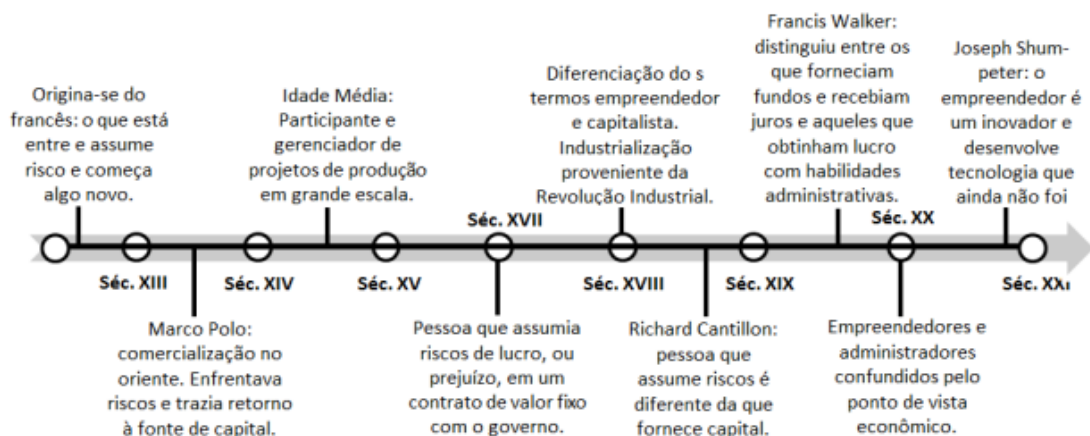 Origina-se do
francês: o que está
entre e assume
risco e começa
algo novo.
Idade Média:
Participante e
gerenciador de
projetos de produção
em grande escala.
Diferenciação do s
termos empreendedor
e capitalista.
Industrialização
proveniente da
Revolução Industrial.
Francis Walker:
distinguiu entre os
que forneciam
fundos e recebiam
juros e aqueles que
obtinham lucro
com habilidades
administrativas.
Joseph Shum-
peter: o
empreendedor é
um inovador e
desenvolve
tecnologia que
ainda não foi
Séc. XIII
Séc. XIV
Séc. XV
Séc. XVII
Séc. XVIII
Séc. XIX
Séc. XX
Séc. XXI
Marco Polo:
comercialização no
oriente. Enfrentava
riscos e trazia retorno
à fonte de capital.
Pessoa que assumia
riscos de lucro, ou
prejuízo, em um
contrato de valor fixo
com o governo.
Richard Cantillon:
pessoa que
assume riscos é
diferente da que
fornece capital.
Empreendedores e
administradores
confundidos pelo
ponto de vista
econômico.